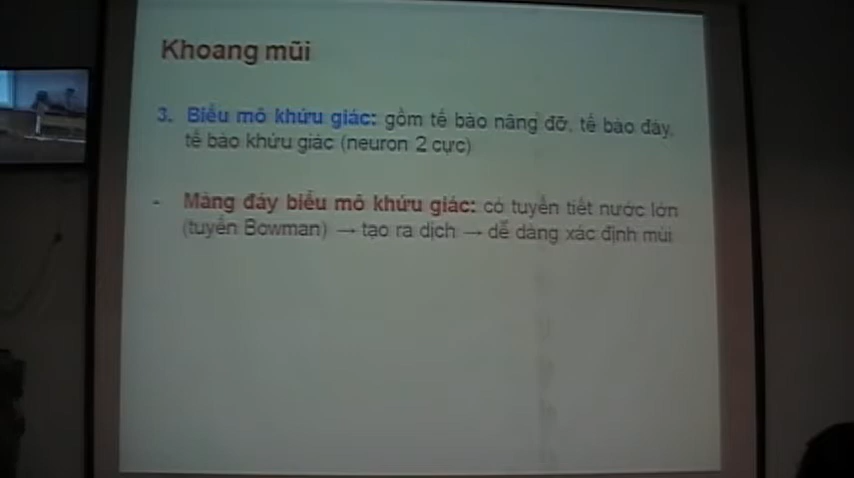 Khoang mũi
3. Biểu mô khứu giác: gồm tế bào nâng đỡ, tế bào đáy,
tế bào khứu giác (neuron 2 cực)
- Màng đáy biểu mô khứu giác: có tuyến tiết nước lớn
(tuyến Bowman) → tạo ra dịch → dễ dàng xác định mùi